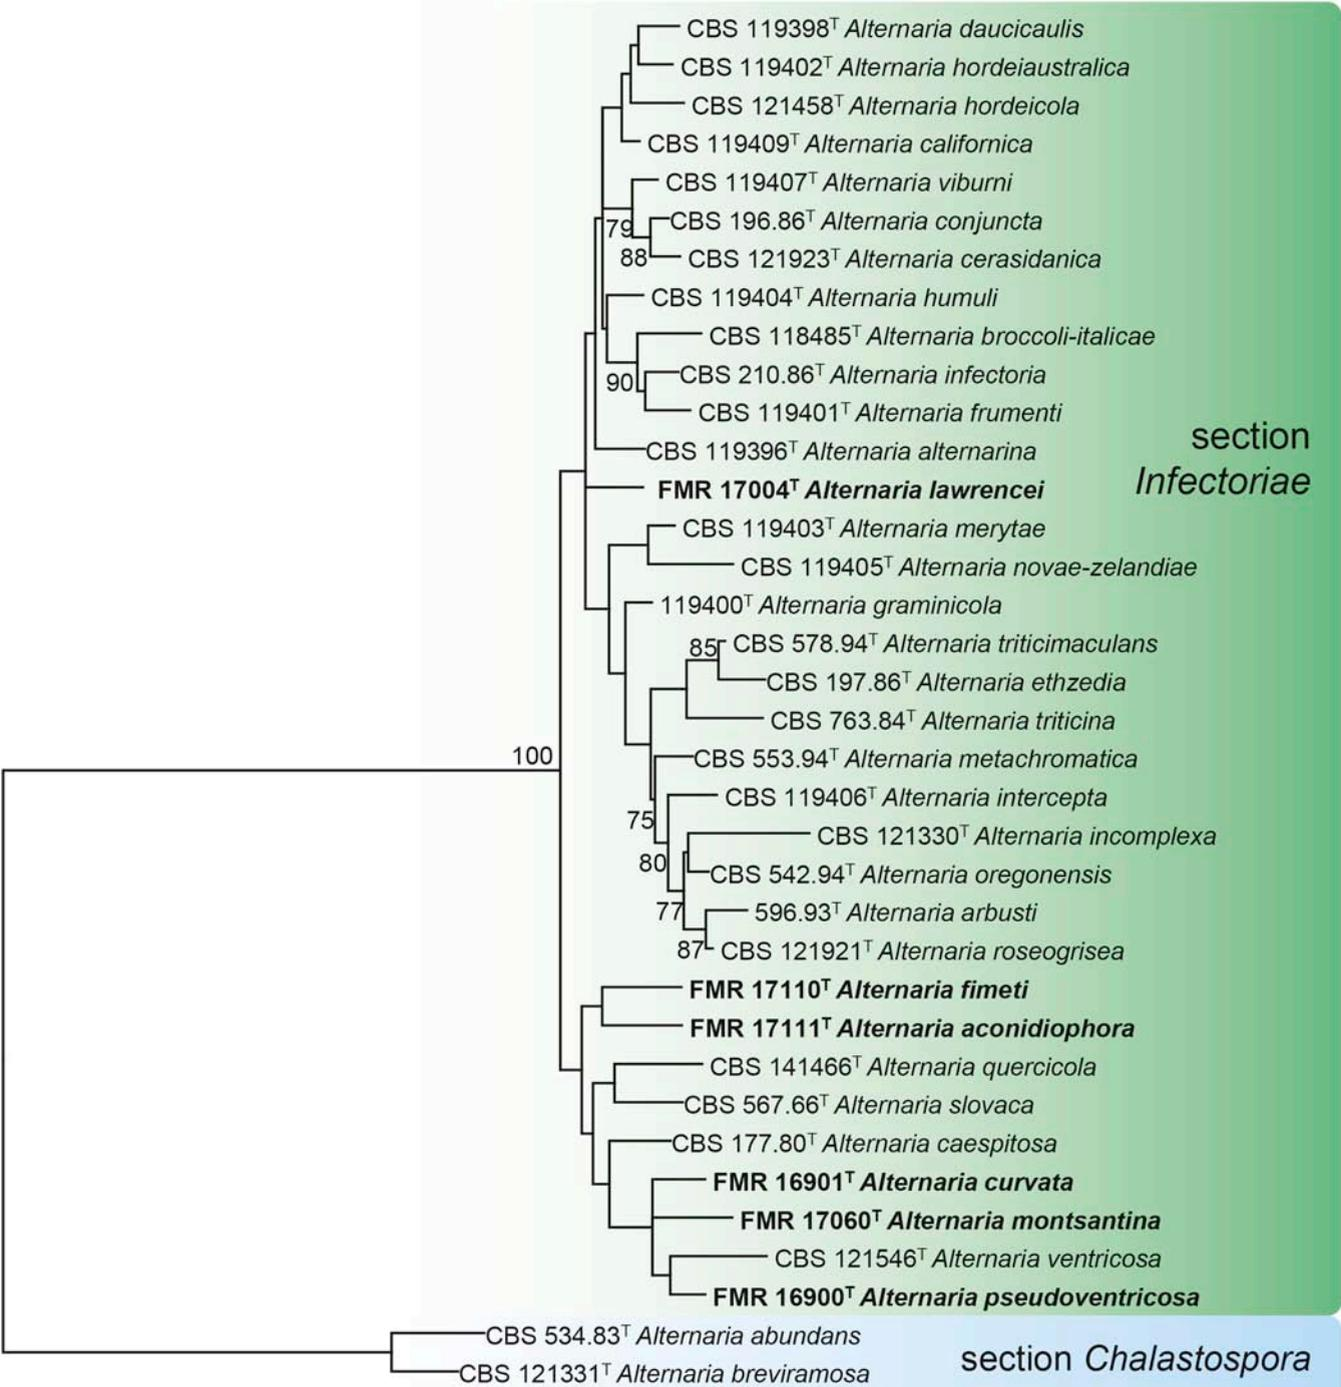 CBS 119398ᵀ Alternaria daucicaulis
CBS 119402ᵀ Alternaria hordeiaustralica
CBS 121458ᵀ Alternaria hordeicola
CBS 119409ᵀ Alternaria californica
CBS 119407ᵀ Alternaria viburni
79
CBS 196.86ᵀ Alternaria conjuncta
88
CBS 121923ᵀ Alternaria cerasidanica
CBS 119404ᵀ Alternaria humuli
CBS 118485ᵀ Alternaria broccoli-italicae
90
CBS 210.86ᵀ Alternaria infectoria
CBS 119401ᵀ Alternaria frumenti
section
Infectoriae
CBS 119396ᵀ Alternaria alternarina
FMR 17004ᵀ Alternaria lawrencei
CBS 119403ᵀ Alternaria merytae
CBS 119405ᵀ Alternaria novae-zelandiae
119400ᵀ Alternaria graminicola
85
CBS 578.94ᵀ Alternaria triticimaculans
CBS 197.86ᵀ Alternaria ethzedia
CBS 763.84ᵀ Alternaria triticina
100
CBS 553.94ᵀ Alternaria metachromatica
CBS 119406ᵀ Alternaria intercepta
75
CBS 121330ᵀ Alternaria incomplexa
80
CBS 542.94ᵀ Alternaria oregonensis
77
596.93ᵀ Alternaria arbusti
87
CBS 121921ᵀ Alternaria roseogrisea
FMR 17110ᵀ Alternaria fimeti
FMR 17111ᵀ Alternaria aconidiophora
CBS 141466ᵀ Alternaria quercicola
CBS 567.66ᵀ Alternaria slovaca
CBS 177.80ᵀ Alternaria caespitosa
FMR 16901ᵀ Alternaria curvata
FMR 17060ᵀ Alternaria montsantina
CBS 121546ᵀ Alternaria ventricosa
FMR 16900ᵀ Alternaria pseudoventricosa
CBS 534.83ᵀ Alternaria abundans
section Chalastospora
CBS 121331ᵀ Alternaria breviramosa